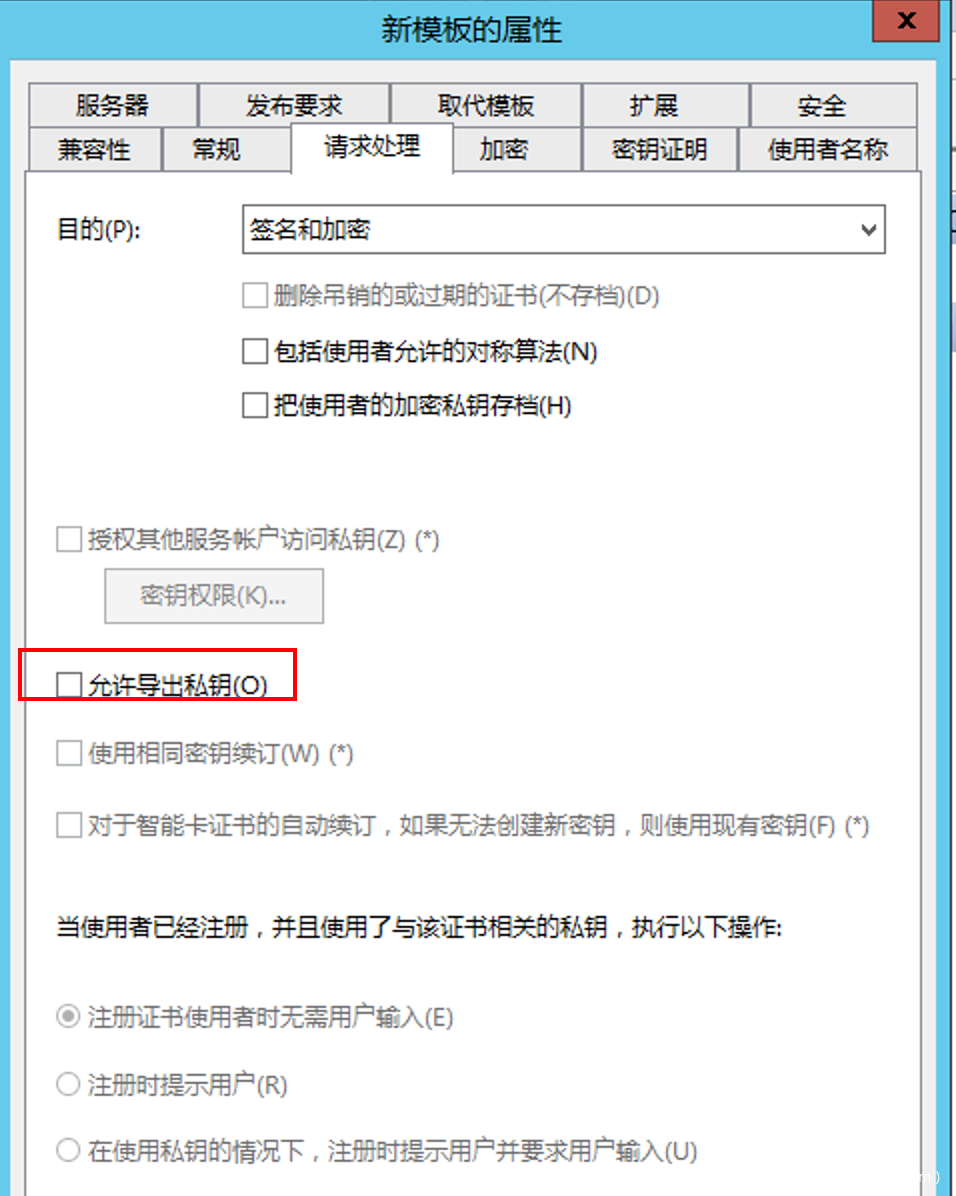 新模板的属性
服务器 发布要求 取代模板 扩展 安全
兼容性 常规 请求处理 加密 密钥证明 使用者名称
目的(P): 签名和加密
删除吊销的或过期的证书(不存档)(D)
包括使用者允许的对称算法(N)
把使用者的加密私钥存档(H)
授权其他服务帐户访问私钥(Z) (*)
密钥权限(K)...
允许导出私钥(O)
使用相同密钥续订(W) (*)
对于智能卡证书的自动续订，如果无法创建新密钥，则使用现有密钥(F) (*)
当使用者已经注册，并且使用了与该证书相关的私钥，执行以下操作:
注册证书使用者时无需用户输入(E)
注册时提示用户(R)
在使用私钥的情况下，注册时提示用户并要求用户输入(U)